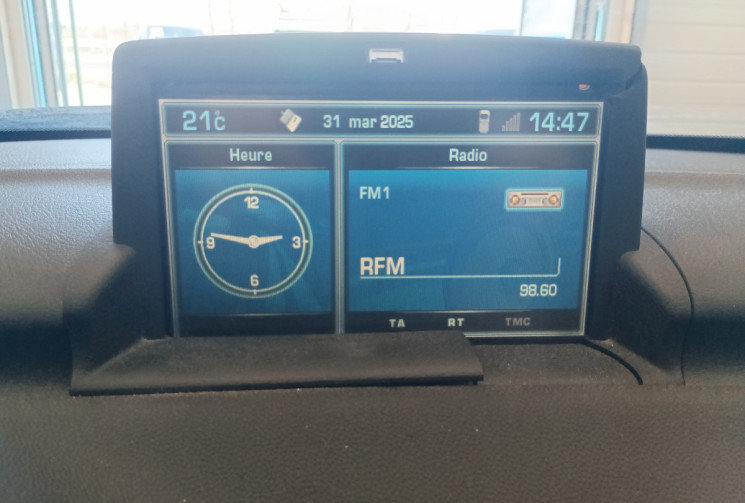 21°c 31 mar 2025 14:47
Heure
12
9 3
6
Radio
FM1
RFM
98.60
TA RT TMC